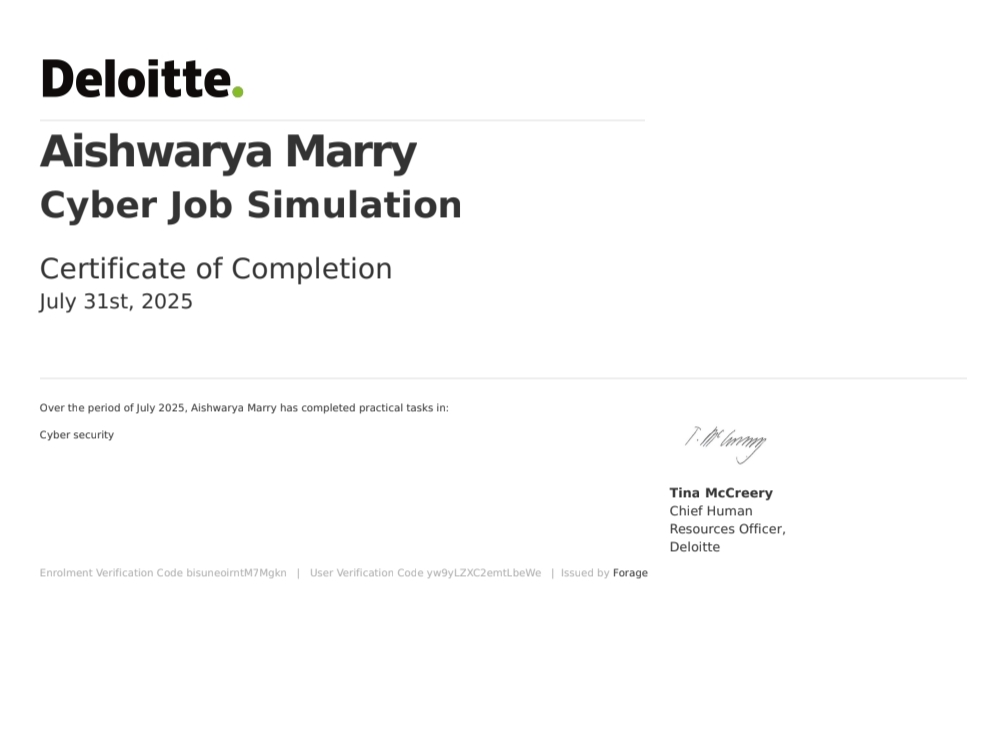 Deloitte.
Aishwarya Marry
Cyber Job Simulation
Certificate of Completion
July 31st, 2025
Over the period of July 2025, Aishwarya Marry has completed practical tasks in:
Cyber security
T. McCreery
Tina McCreery
Chief Human
Resources Officer,
Deloitte
Enrolment Verification Code bisuneoirntM7Mgkn | User Verification Code yw9yLZXC2emtLbeWe | Issued by Forage